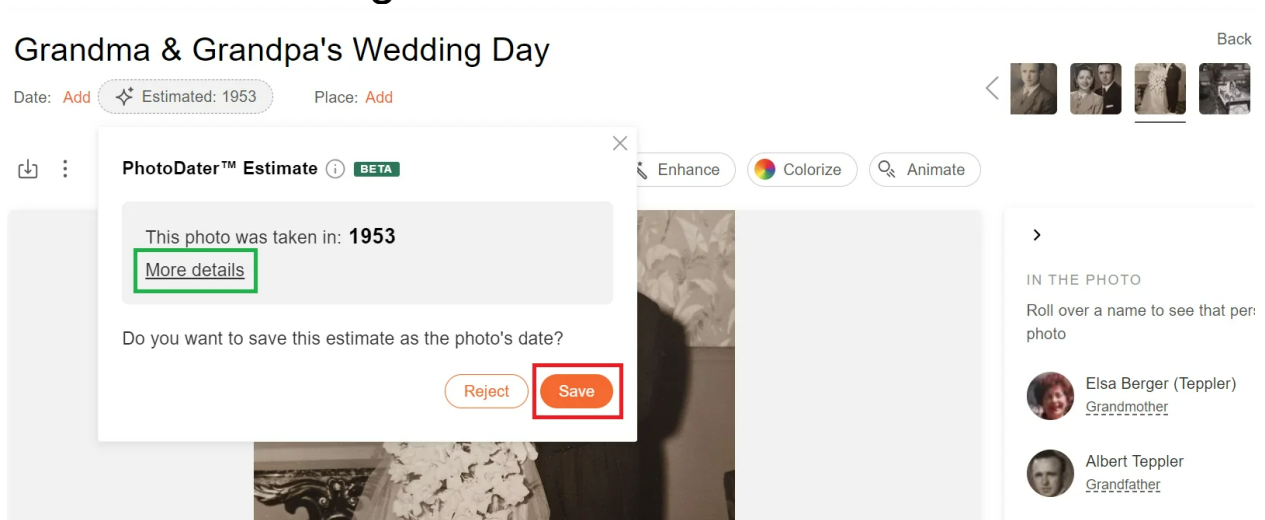 Grandma & Grandpa's Wedding Day
Back
Date: Add Estimated: 1953 Place: Add
PhotoDater™ Estimate BETA
Enhance Colorize Animate
This photo was taken in: 1953
More details
Do you want to save this estimate as the photo's date?
Reject Save
IN THE PHOTO
Roll over a name to see that
photo
Elsa Berger (Teppler)
Grandmother
Albert Teppler
Grandfather